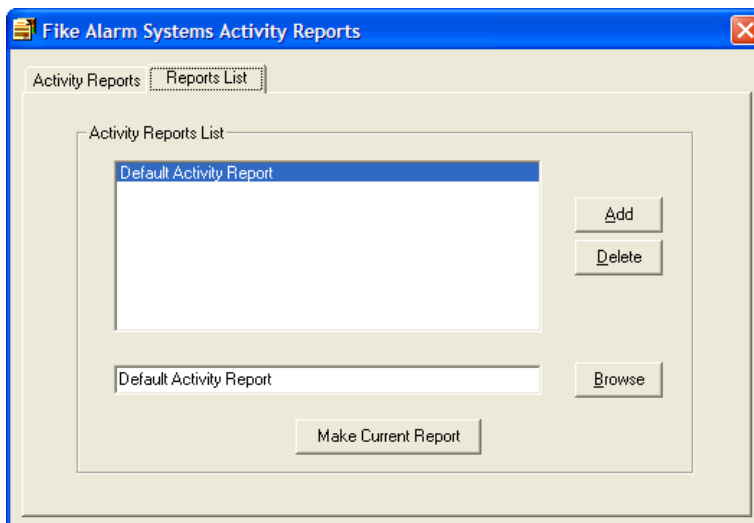 Fike Alarm Systems Activity Reports
Activity Reports Reports List
Activity Reports List
Default Activity Report
Add
Delete
Default Activity Report
Browse
Make Current Report